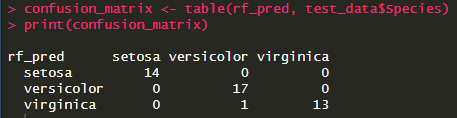 > confusion_matrix <- table(rf_pred, test_data$Species)
> print(confusion_matrix)
rf_pred      setosa versicolor virginica
  setosa         14          0         0
  versicolor      0         17         0
  virginica       0          1        13